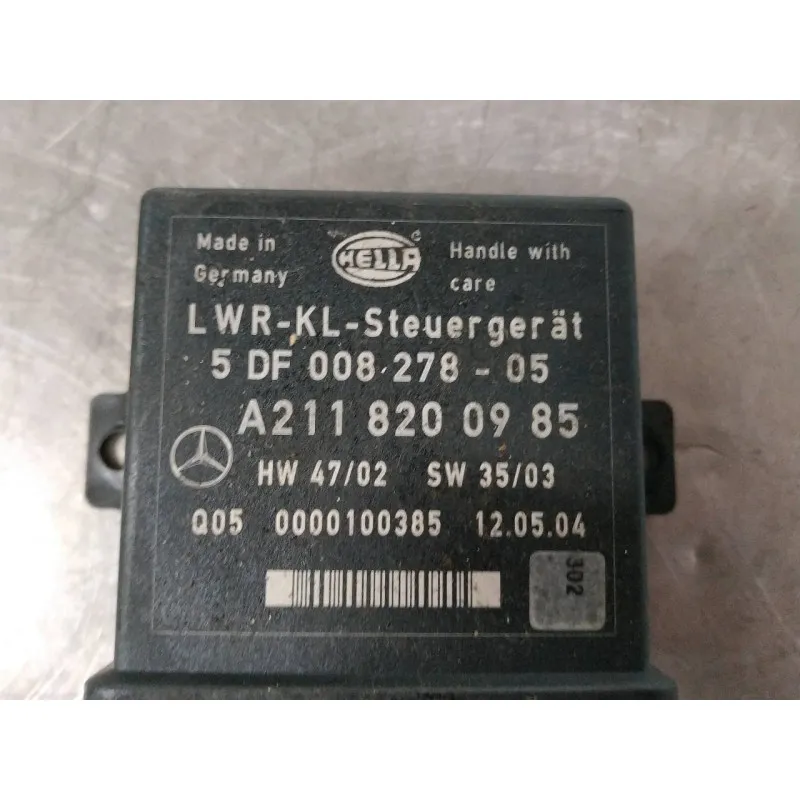 Made in Germany
HELLA
Handle with care
LWR-KL-Steuergerät
5 DF 008.278 - 05
A211 820 09 85
HW 47/02 SW 35/03
Q05 0000100385 12.05.04
302